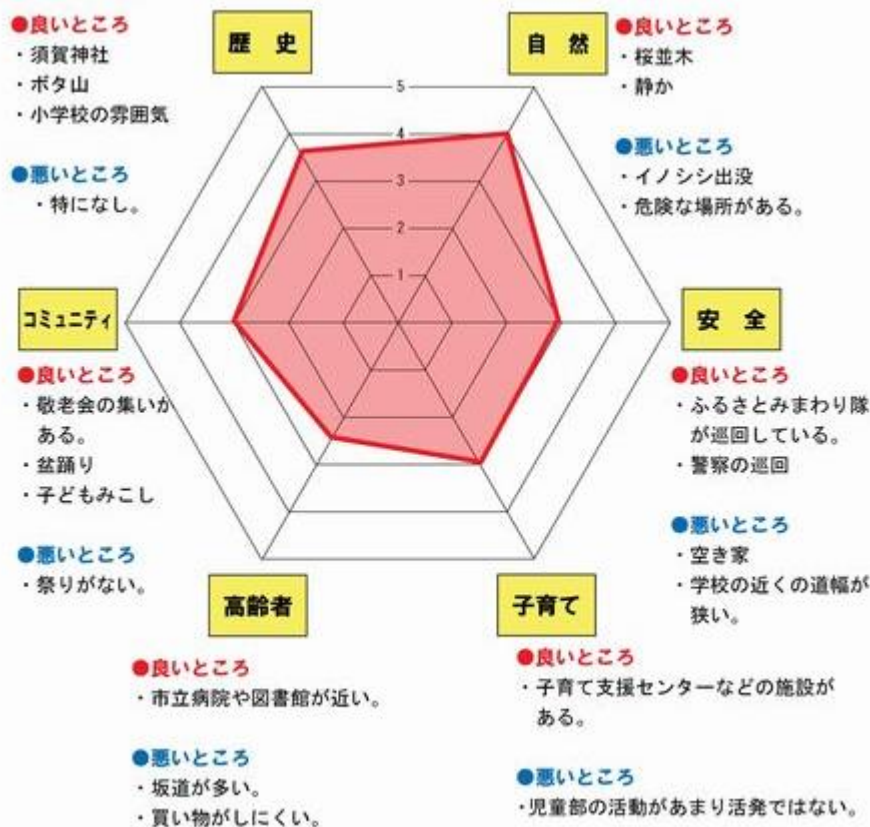 歴 史
●良いところ
・須賀神社
・ボタ山
・小学校の雰囲気
●悪いところ
・特になし。
自 然
●良いところ
・桜並木
・静か
●悪いところ
・イノシシ出没
・危険な場所がある。
5
4
3
2
1
コミュニティ
●良いところ
・敬老会の集いが
ある。
・盆踊り
・子どもみこし
●悪いところ
・祭りがない。
安 全
●良いところ
・ふるさとみまわり隊
が巡回している。
・警察の巡回
●悪いところ
・空き家
・学校の近くの道幅が
狭い。
高齢者
●良いところ
・市立病院や図書館が近い。
●悪いところ
・坂道が多い。
・買い物がしにくい。
子育て
●良いところ
・子育て支援センターなどの施設が
ある。
●悪いところ
・児童部の活動があまり活発ではない。